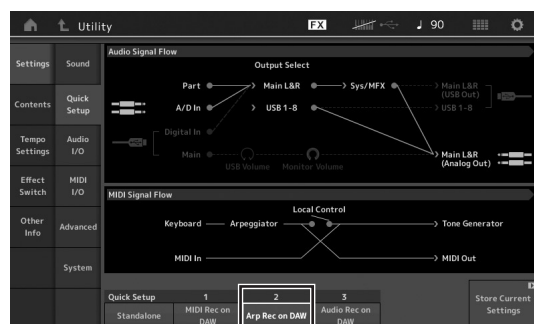 Utility
FX
90
Settings
Sound
Contents
Quick
Setup
Tempo
Settings
Audio
I/O
Effect
Switch
MIDI
I/O
Other
Info
Advanced
System
Audio Signal Flow
Output Select
Part
Main L&R
Sys/MFX
Main L&R
(USB Out)
A/D In
USB 1-8
USB 1-8
Digital In
Main
USB Volume
Monitor Volume
Main L&R
(Analog Out)
MIDI Signal Flow
Local Control
Keyboard
Arpeggiator
Tone Generator
MIDI In
MIDI Out
Quick Setup
1
2
3
Standalone
MIDI Rec on
DAW
Arp Rec on DAW
Audio Rec on
DAW
Store Current
Settings